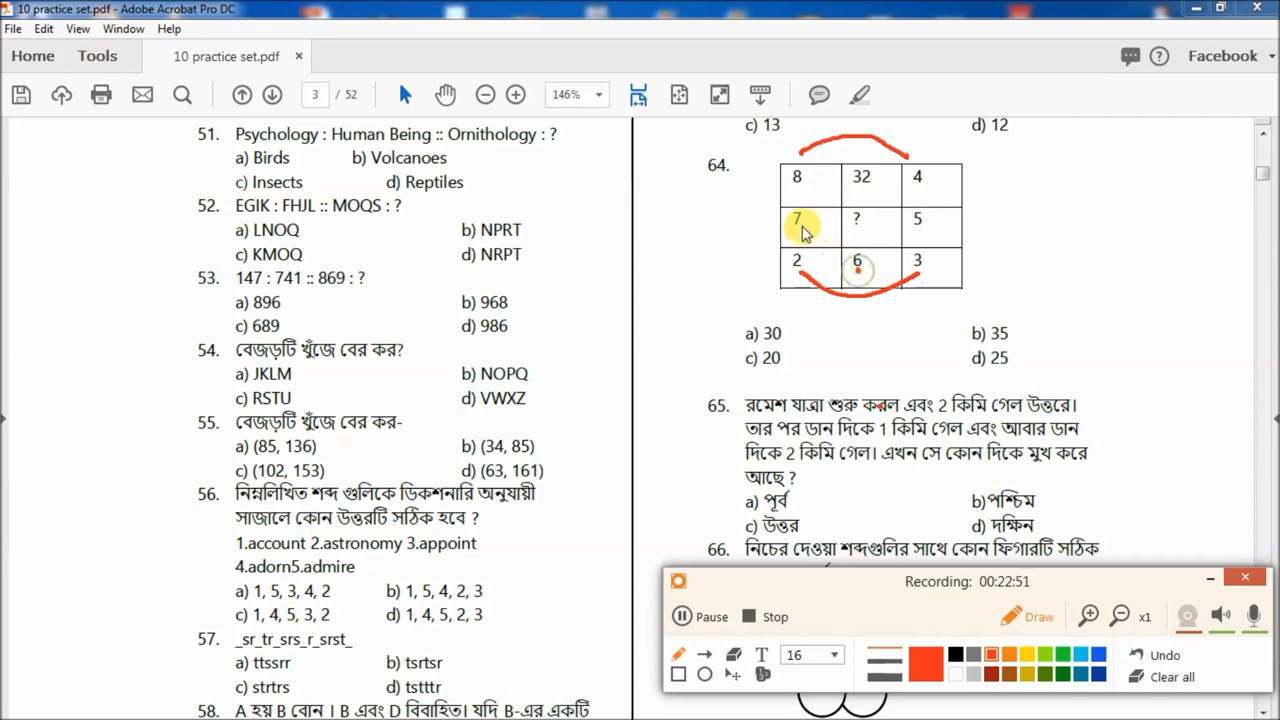 10 practice set.pdf - Adobe Acrobat Pro DC
File Edit View Window Help
Home Tools 10 practice set.pdf × Facebook
3 / 52 146%
51. Psychology : Human Being :: Ornithology : ?
a) Birds b) Volcanoes
c) Insects d) Reptiles
52. EGIK : FHJL :: MOQS : ?
a) LNOQ b) NPRT
c) KMOQ d) NRPT
53. 147 : 741 :: 869 : ?
a) 896 b) 968
c) 689 d) 986
54. বেজড়টি খুঁজে বের কর?
a) JKLM b) NOPQ
c) RSTU d) VWXZ
55. বেজড়টি খুঁজে বের কর-
a) (85, 136) b) (34, 85)
c) (102, 153) d) (63, 161)
56. নিম্নলিখিত শব্দ গুলিকে ডিকশনারি অনুযায়ী
সাজালে কোন উত্তরটি সঠিক হবে ?
1.account 2.astronomy 3.appoint
4.adorn5.admire
a) 1, 5, 3, 4, 2 b) 1, 5, 4, 2, 3
c) 1, 4, 5, 3, 2 d) 1, 4, 5, 2, 3
57. _sr_tr_srs_r_srst_
a) ttssrr b) tsrtsr
c) strtrs d) tstttr
58. A হয় B বোন । B এবং D বিবাহিত। যদি B-এর একটি
c) 13 d) 12
64.
8 32 4
7 ? 5
2 6 3
a) 30 b) 35
c) 20 d) 25
65. রমেশ যাত্রা শুরু করল এবং 2 কিমি গেল উত্তরে।
তার পর ডান দিকে 1 কিমি গেল এবং আবার ডান
দিকে 2 কিমি গেল। এখন সে কোন দিকে মুখ করে
আছে ?
a) পূর্ব b)পশ্চিম
c) উত্তর d) দক্ষিন
66. নিচের দেওয়া শব্দগুলির সাথে কোন ফিগারটি সঠিক
Recording: 00:22:51
Pause Stop Draw x1
T 16 Undo
Clear all